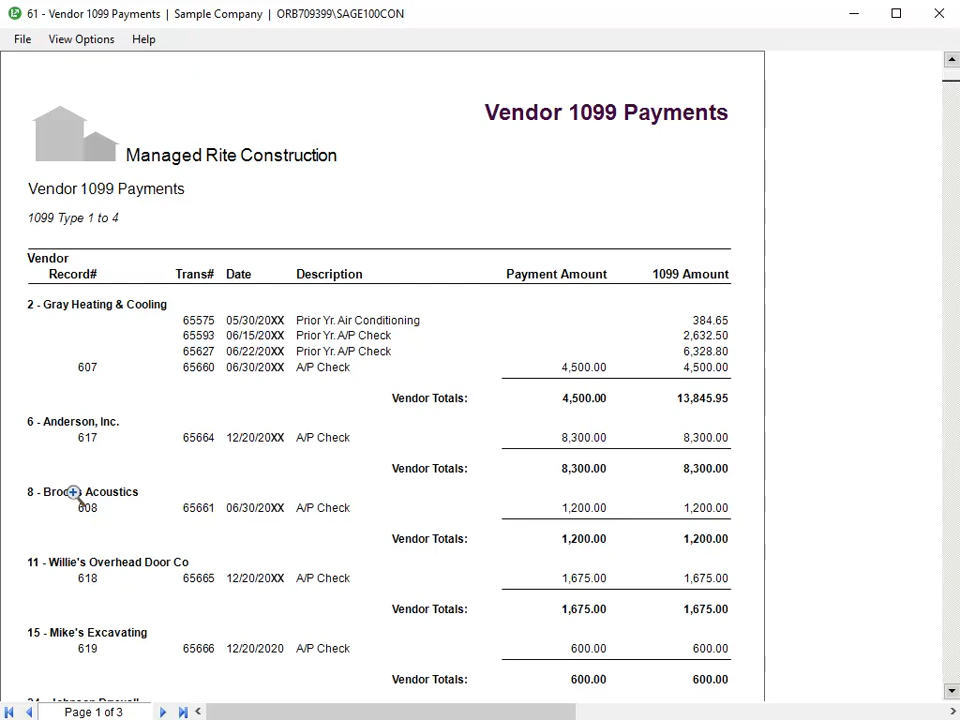 61 - Vendor 1099 Payments | Sample Company | ORB709399\SAGE100CON
File View Options Help
Vendor 1099 Payments
Managed Rite Construction
Vendor 1099 Payments
1099 Type 1 to 4
Vendor
Record# Trans# Date Description Payment Amount 1099 Amount
2 - Gray Heating & Cooling
65575 05/30/20XX Prior Yr. Air Conditioning 384.65
65593 06/15/20XX Prior Yr. A/P Check 2,632.50
65627 06/22/20XX Prior Yr. A/P Check 6,328.80
607 65660 06/30/20XX A/P Check 4,500.00 4,500.00
Vendor Totals: 4,500.00 13,845.95
6 - Anderson, Inc.
617 65664 12/20/20XX A/P Check 8,300.00 8,300.00
Vendor Totals: 8,300.00 8,300.00
8 - Brooks Acoustics
608 65661 06/30/20XX A/P Check 1,200.00 1,200.00
Vendor Totals: 1,200.00 1,200.00
11 - Willie's Overhead Door Co
618 65665 12/20/20XX A/P Check 1,675.00 1,675.00
Vendor Totals: 1,675.00 1,675.00
15 - Mike's Excavating
619 65666 12/20/2020 A/P Check 600.00 600.00
Vendor Totals: 600.00 600.00
Page 1 of 3